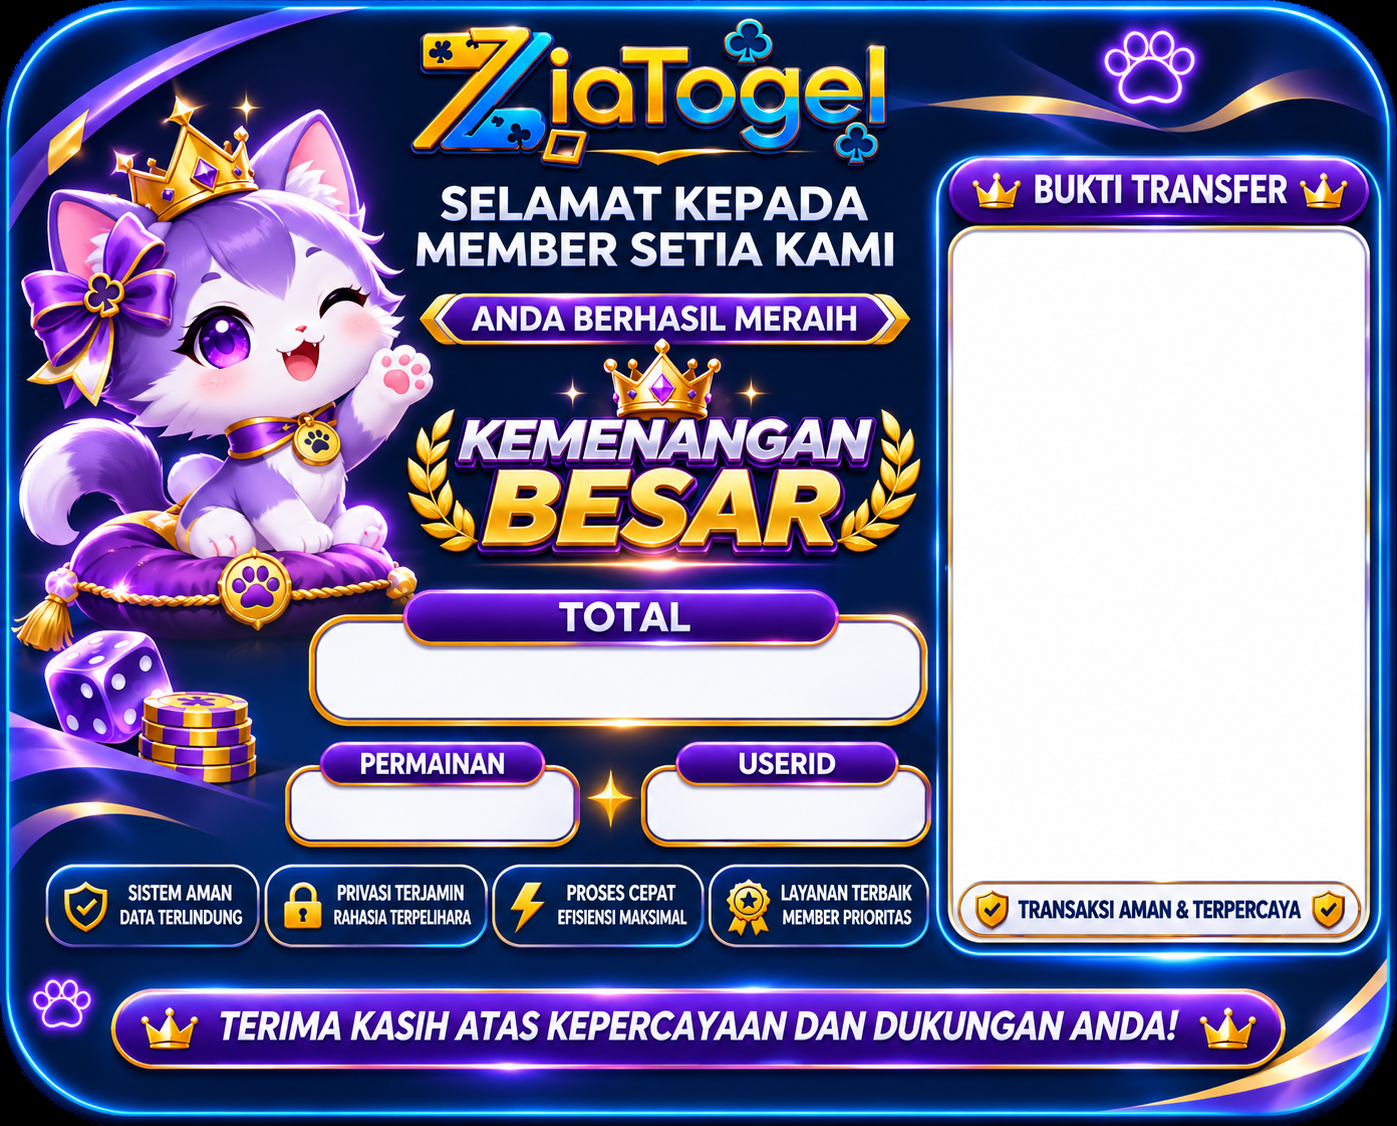 ZiaTogel
SELAMAT KEPADA
MEMBER SETIA KAMI
ANDA BERHASIL MERAIH
KEMENANGAN
BESAR
TOTAL
PERMAINAN
USERID
SISTEM AMAN
DATA TERLINDUNG
PRIVASI TERJAMIN
RAHASIA TERPELIHARA
PROSES CEPAT
EFISIENSI MAKSIMAL
LAYANAN TERBAIK
MEMBER PRIORITAS
BUKTI TRANSFER
TRANSAKSI AMAN & TERPERCAYA
TERIMA KASIH ATAS KEPERCAYAAN DAN DUKUNGAN ANDA!